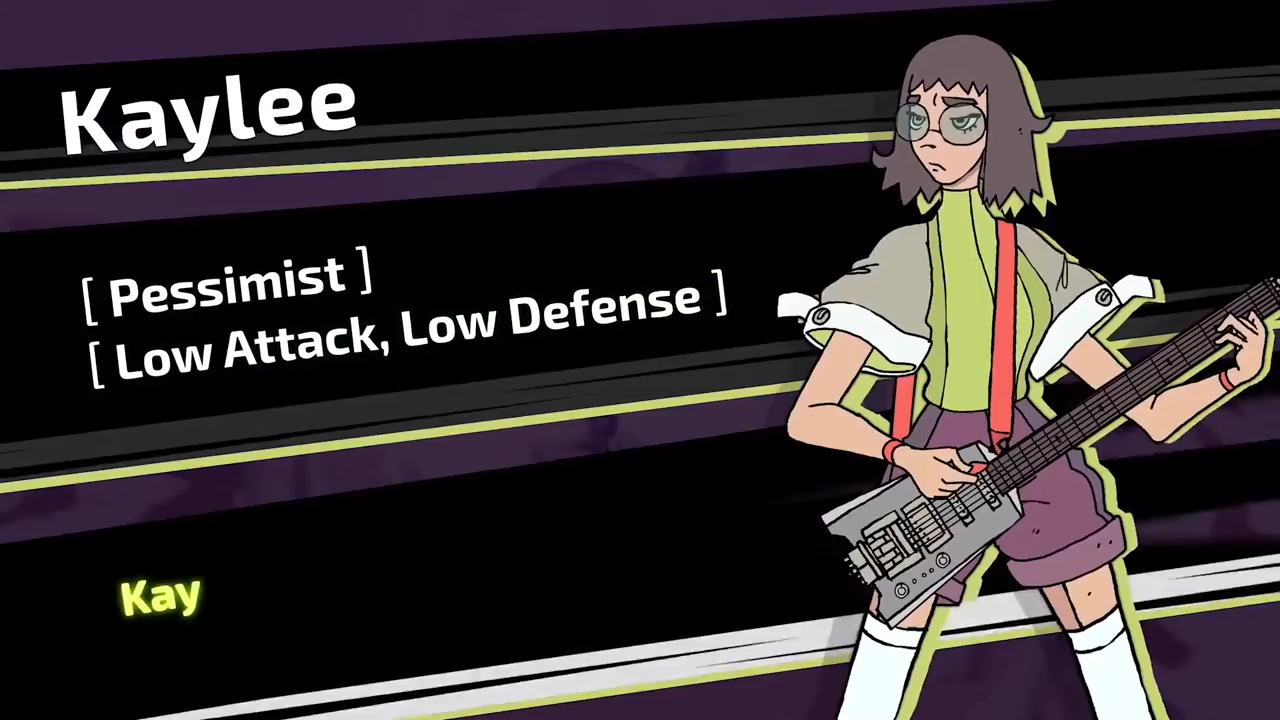 Kaylee
[ Pessimist ]
[ Low Attack, Low Defense ]
Kay